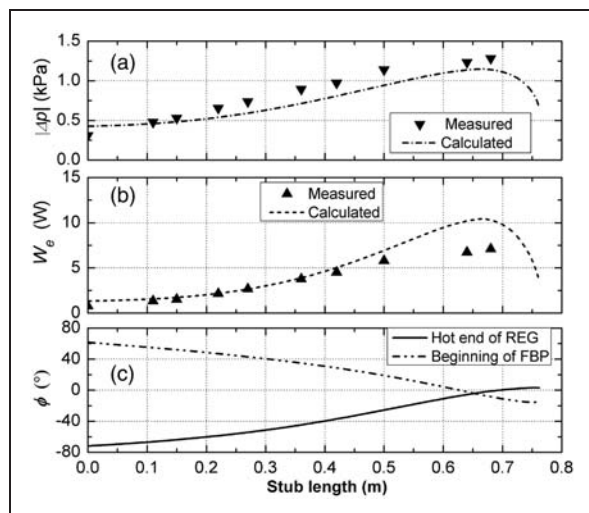 (a)
|Δp| (kPa)
1.5
1.0
0.5
0.0
Measured
Calculated
(b)
Wₑ (W)
15
10
5
0
Measured
Calculated
(c)
ϕ (°)
80
40
0
-40
-80
Hot end of REG
Beginning of FBP
0.0 0.1 0.2 0.3 0.4 0.5 0.6 0.7 0.8
Stub length (m)